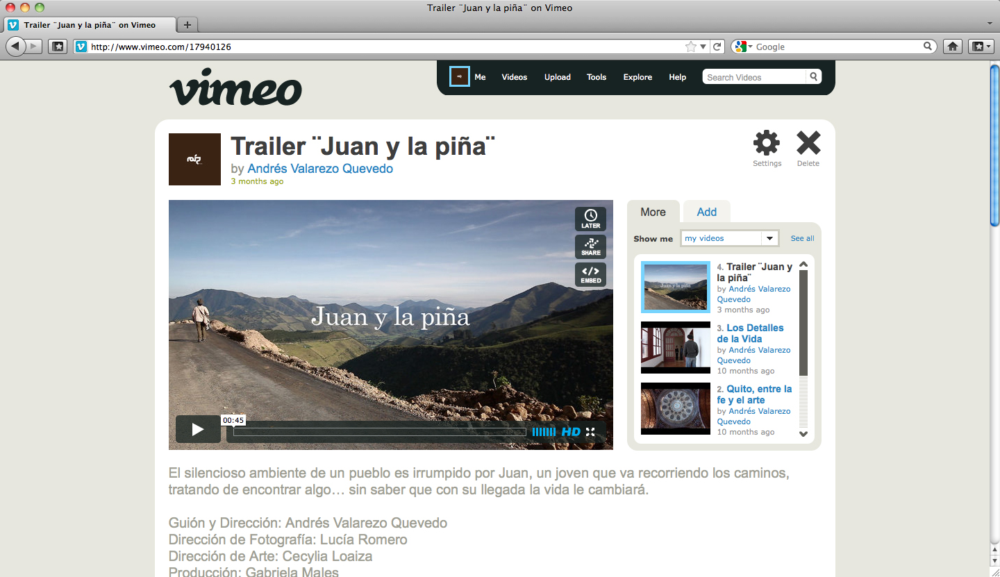 Trailer ¨Juan y la piña¨ on Vimeo
Trailer ¨Juan y la piña¨ on Vimeo
http://www.vimeo.com/17940126
Google
vimeo
Me Videos Upload Tools Explore Help Search Videos
Trailer ¨Juan y la piña¨
by Andrés Valarezo Quevedo
3 months ago
Settings Delete
LATER
SHARE
EMBED
Juan y la piña
00:45
HD
More Add
Show me my videos See all
4. Trailer ¨Juan y
la piña¨
by Andrés Valarezo
Quevedo
3 months ago
Juan y la piña
3. Los Detalles
de la Vida
by Andrés Valarezo
Quevedo
10 months ago
2. Quito, entre la
fe y el arte
by Andrés Valarezo
Quevedo
10 months ago
El silencioso ambiente de un pueblo es irrumpido por Juan, un joven que va recorriendo los caminos,
tratando de encontrar algo… sin saber que con su llegada la vida le cambiará.
Guión y Dirección: Andrés Valarezo Quevedo
Dirección de Fotografía: Lucía Romero
Dirección de Arte: Cecylia Loaiza
Producción: Gabriela Males